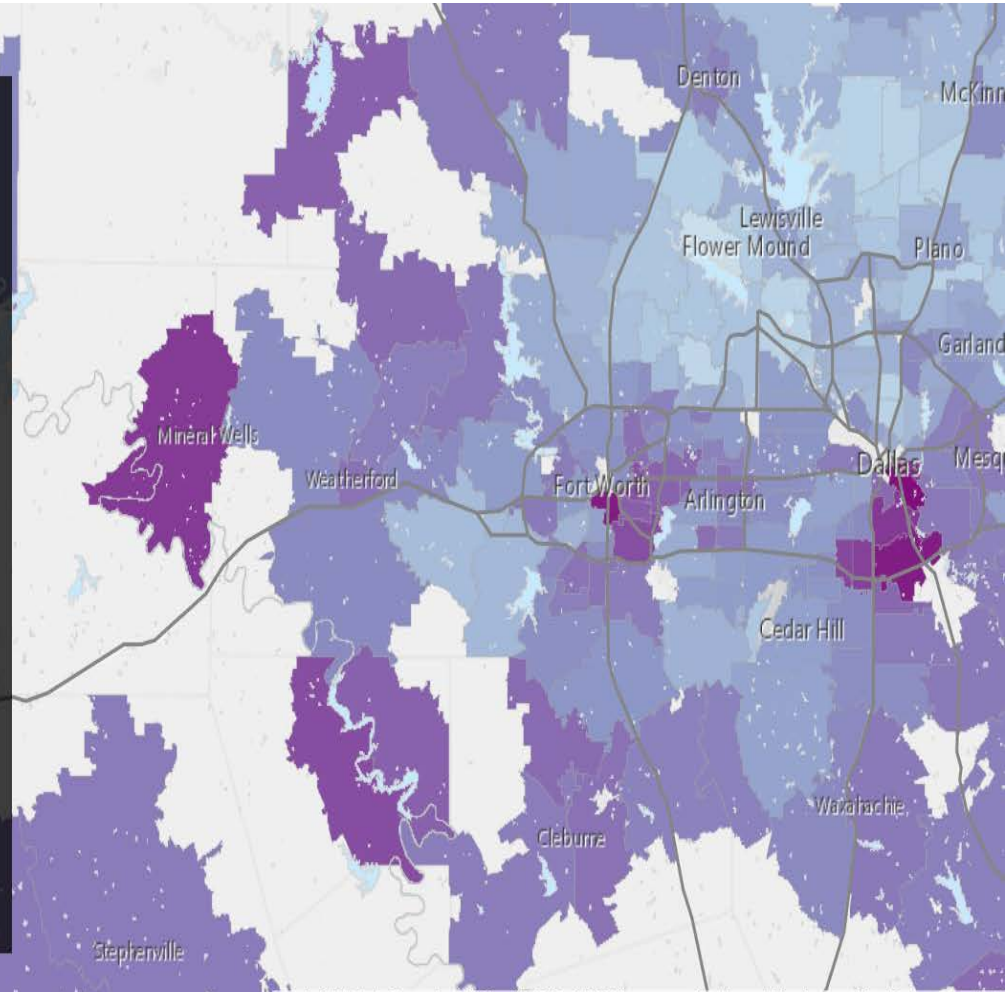 Denton
McKinn
Lewisville
Flower Mound
Plano
Garland
Mineral Wells
Weatherford
Fort Worth
Arlington
Dallas
Mesqu
Cedar Hill
Waxahachie
Cleburne
Stephenville